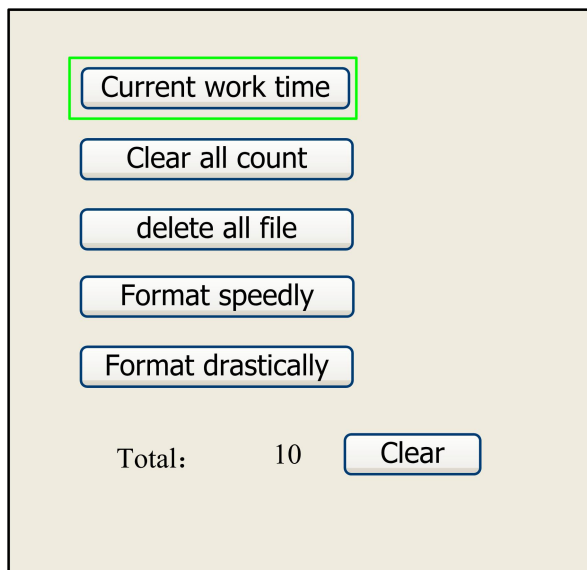 Current work time
Clear all count
delete all file
Format speedly
Format drastically
Total： 10 Clear